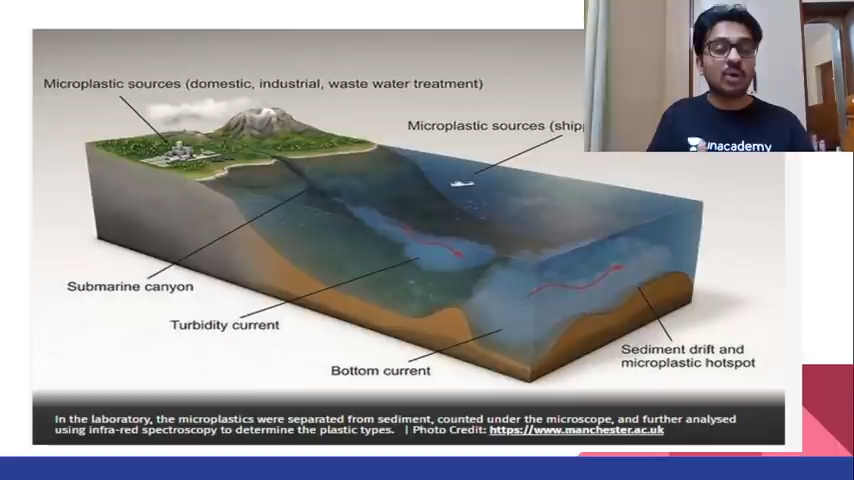 Microplastic sources (domestic, industrial, waste water treatment)
Microplastic sources
unacademy
Submarine canyon
Turbidity current
Bottom current
Sediment drift and
microplastic hotspot
In the laboratory, the microplastics were separated from sediment, counted under the microscope, and further analysed
using infra-red spectroscopy to determine the plastic types. | Photo Credit: https://www.manchester.ac.uk